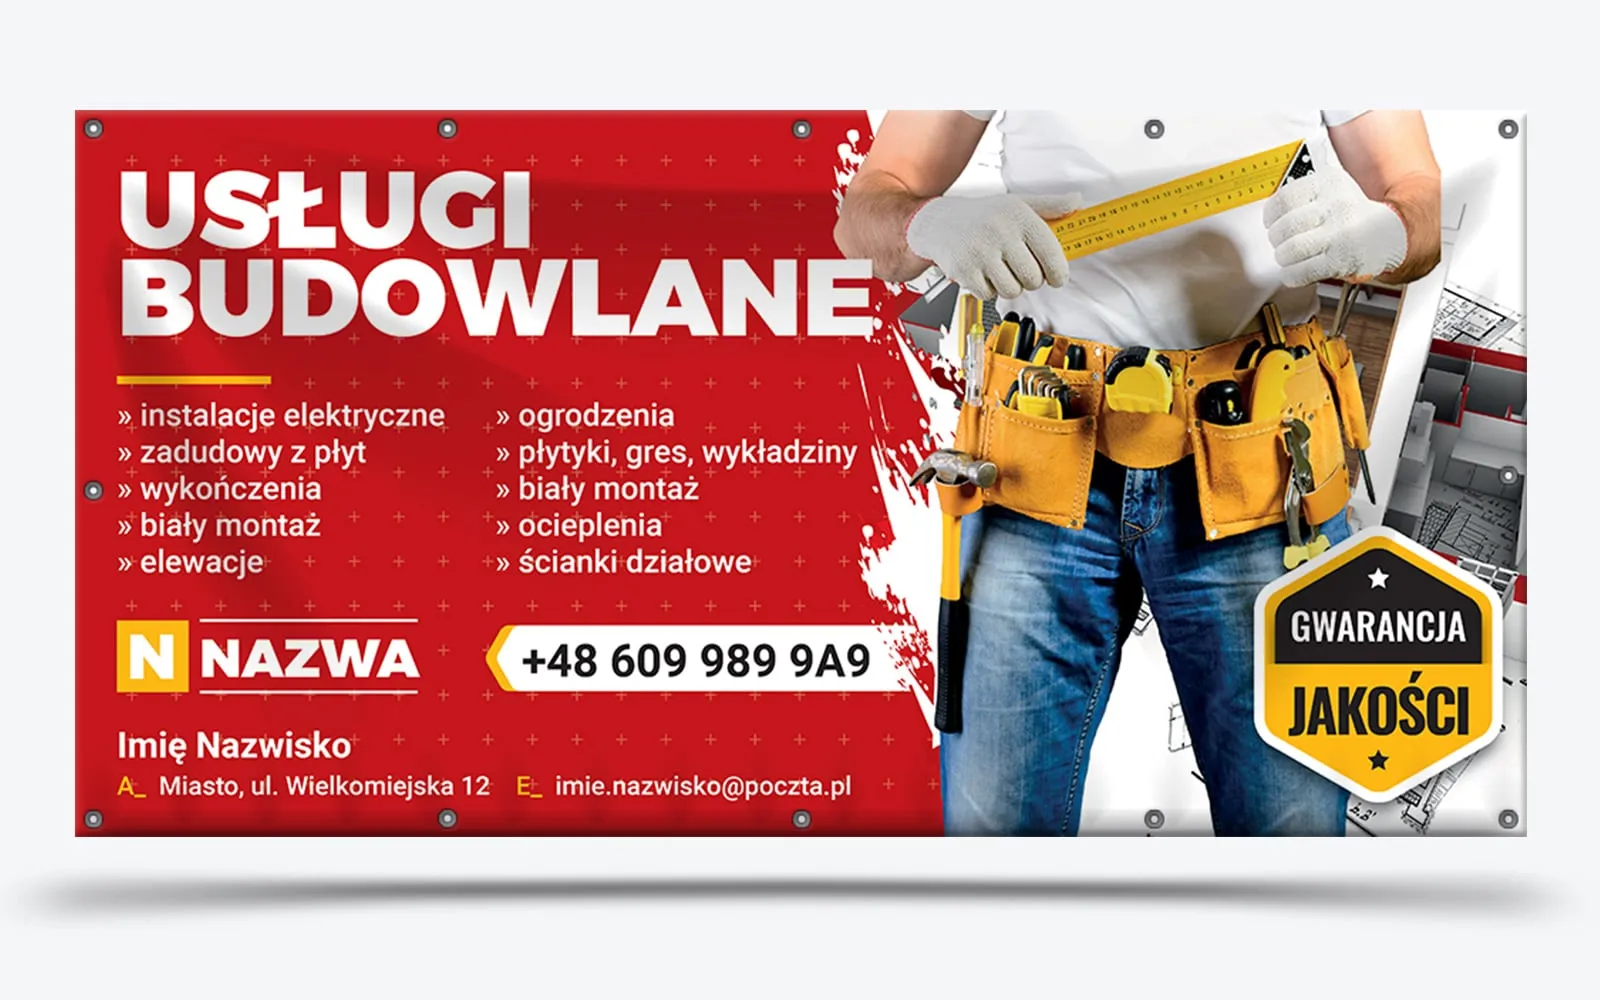 USŁUGI
BUDOWLANE
» instalacje elektryczne
» zadudowy z płyt
» wykończenia
» biały montaż
» elewacje
» ogrodzenia
» płytyki, gres, wykładziny
» biały montaż
» ocieplenia
» ścianki działowe
N NAZWA
+48 609 989 9A9
Imię Nazwisko
A_ Miasto, ul. Wielkomiejska 12 E_ imie.nazwisko@poczta.pl
GWARANCJA
JAKOŚCI